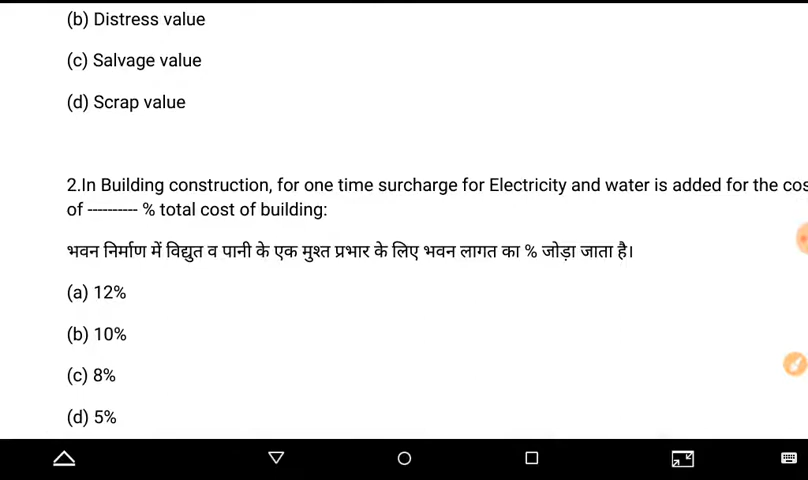 (b) Distress value
(c) Salvage value
(d) Scrap value
2.In Building construction, for one time surcharge for Electricity and water is added for the cos
of ---------- % total cost of building:
भवन निर्माण में विद्युत व पानी के एक मुश्त प्रभार के लिए भवन लागत का % जोड़ा जाता है।
(a) 12%
(b) 10%
(c) 8%
(d) 5%